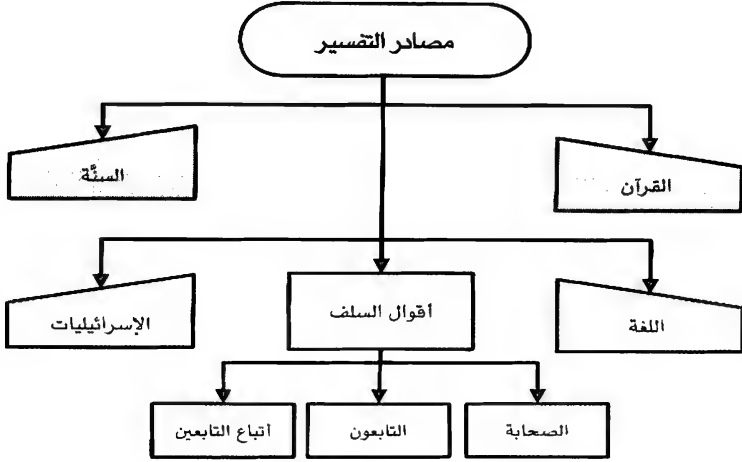 مصادر التفسير
القرآن
السنَّة
اللغة
أقوال السلف
الإسرائيليات
الصحابة
التابعون
أتباع التابعين